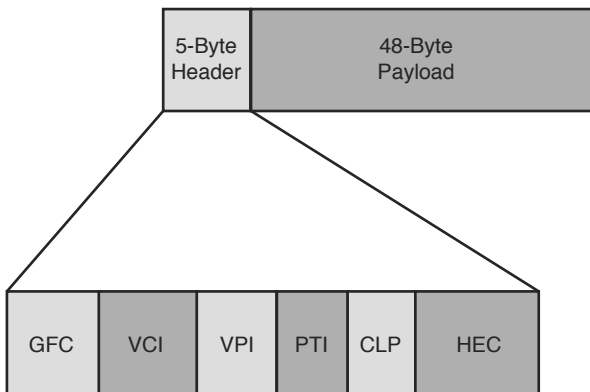 5-Byte
Header
48-Byte
Payload
GFC
VCI
VPI
PTI
CLP
HEC